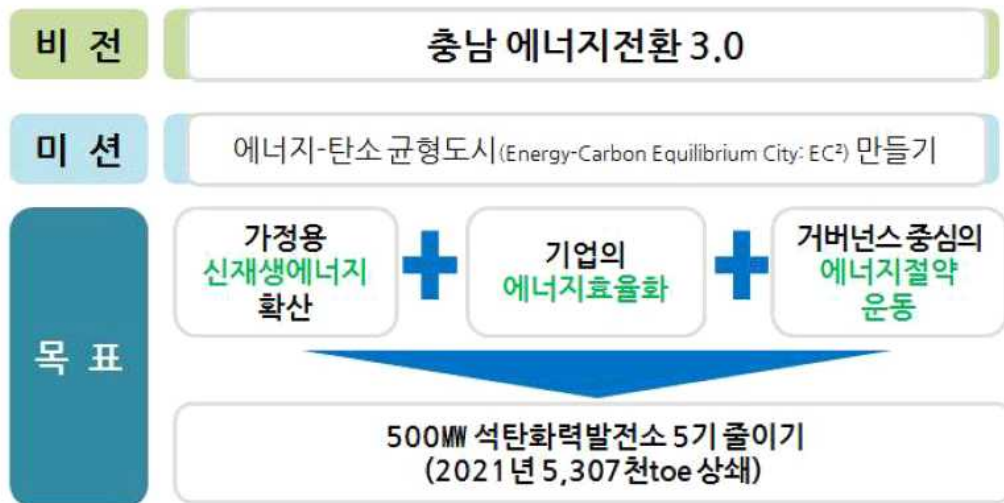 비 전
충남 에너지전환 3.0
미 션
에너지-탄소 균형도시(Energy-Carbon Equilibrium City: EC²) 만들기
목 표
가정용
신재생에너지
확산
기업의
에너지효율화
거버넌스 중심의
에너지절약
운동
500㎿ 석탄화력발전소 5기 줄이기
(2021년 5,307천toe 상쇄)